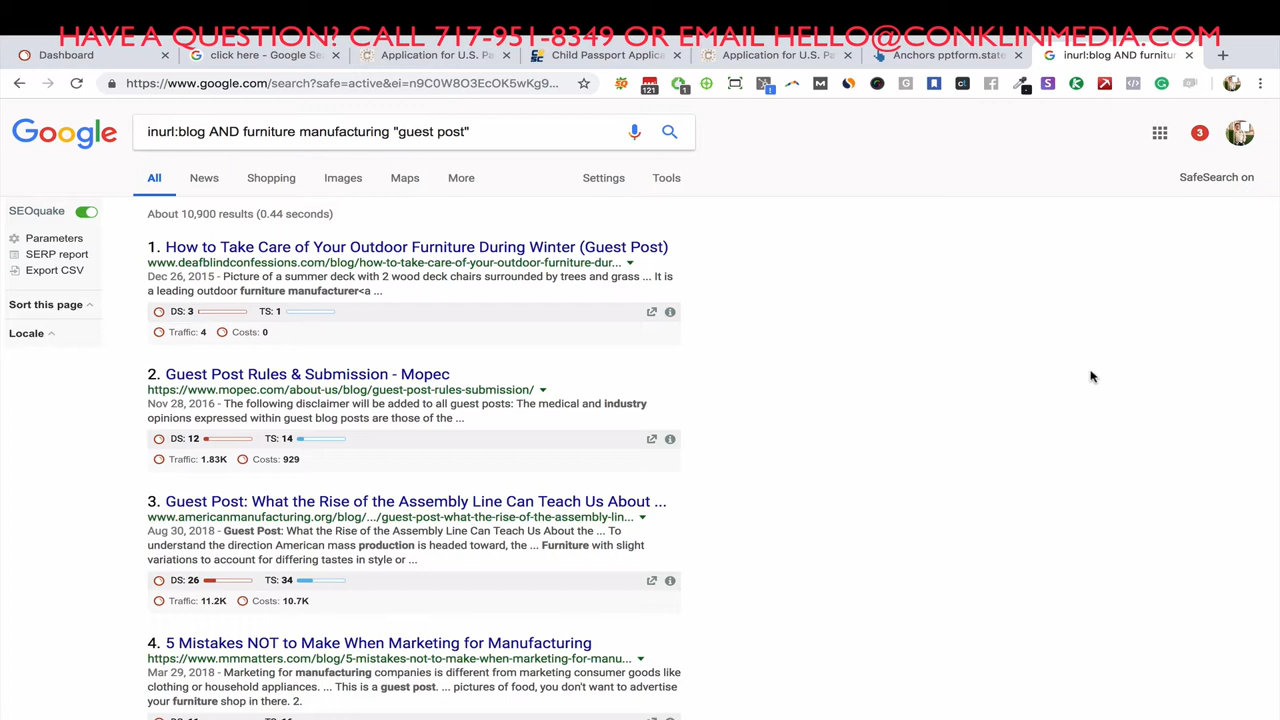 HAVE A QUESTION? CALL 717-951-8349 OR EMAIL HELLO@CONKLINMEDIA.COM
Dashboard
click here - Google Se
Application for U.S. Pa
Child Passport Applica
Application for U.S. Pa
Anchors pptform.state
inurl:blog AND furnitur
https://www.google.com/search?safe=active&ei=n9C0W8O3EcOK5wKg9...
121
1
Google
inurl:blog AND furniture manufacturing "guest post"
3
All
News
Shopping
Images
Maps
More
Settings
Tools
SafeSearch on
SEOquake
Parameters
SERP report
Export CSV
Sort this page
Locale
About 10,900 results (0.44 seconds)
1. How to Take Care of Your Outdoor Furniture During Winter (Guest Post)
www.deafblindconfessions.com/blog/how-to-take-care-of-your-outdoor-furniture-dur...
Dec 26, 2015 - Picture of a summer deck with 2 wood deck chairs surrounded by trees and grass ... It is
a leading outdoor furniture manufacturer<a ...
DS: 3 TS: 1
Traffic: 4 Costs: 0
2. Guest Post Rules & Submission - Mopec
https://www.mopec.com/about-us/blog/guest-post-rules-submission/
Nov 28, 2016 - The following disclaimer will be added to all guest posts: The medical and industry
opinions expressed within guest blog posts are those of the ...
DS: 12 TS: 14
Traffic: 1.83K Costs: 929
3. Guest Post: What the Rise of the Assembly Line Can Teach Us About ...
www.americanmanufacturing.org/blog/.../guest-post-what-the-rise-of-the-assembly-lin...
Aug 30, 2018 - Guest Post: What the Rise of the Assembly Line Can Teach Us About the ... To
understand the direction American mass production is headed toward, the ... Furniture with slight
variations to account for differing tastes in style or ...
DS: 26 TS: 34
Traffic: 11.2K Costs: 10.7K
4. 5 Mistakes NOT to Make When Marketing for Manufacturing
https://www.mmmatters.com/blog/5-mistakes-not-to-make-when-marketing-for-manu...
Mar 29, 2018 - Marketing for manufacturing companies is different from marketing consumer goods like
clothing or household appliances. ... This is a guest post. ... pictures of food, you don't want to advertise
your furniture shop in there. 2.